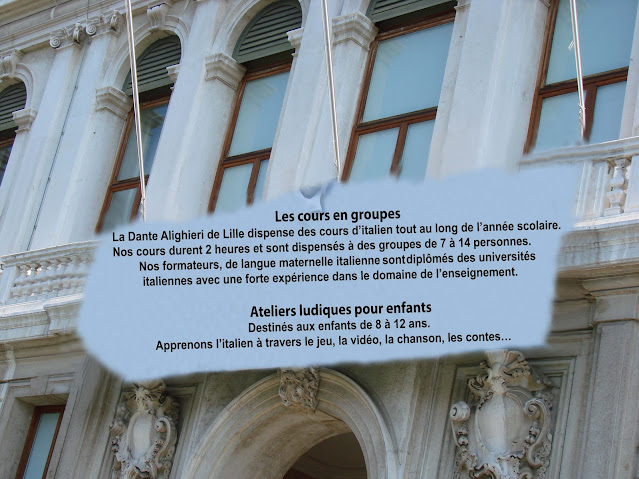 Les cours en groupes
La Dante Alighieri de Lille dispense des cours d'italien tout au long de l'année scolaire.
Nos cours durent 2 heures et sont dispensés à des groupes de 7 à 14 personnes.
Nos formateurs, de langue maternelle italienne sont diplômés des universités
italiennes avec une forte expérience dans le domaine de l'enseignement.
Ateliers ludiques pour enfants
Destinés aux enfants de 8 à 12 ans.
Apprenons l'italien à travers le jeu, la vidéo, la chanson, les contes...